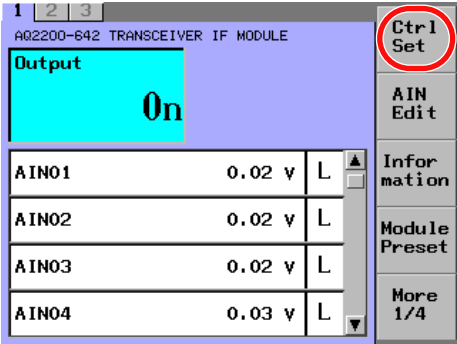 1 2 3
AQ2200-642 TRANSCEIVER IF MODULE
Output
On
AIN01 0.02 V L
AIN02 0.02 V L
AIN03 0.02 V L
AIN04 0.03 V L
Ctrl
Set
AIN
Edit
Infor
mation
Module
Preset
More
1/4